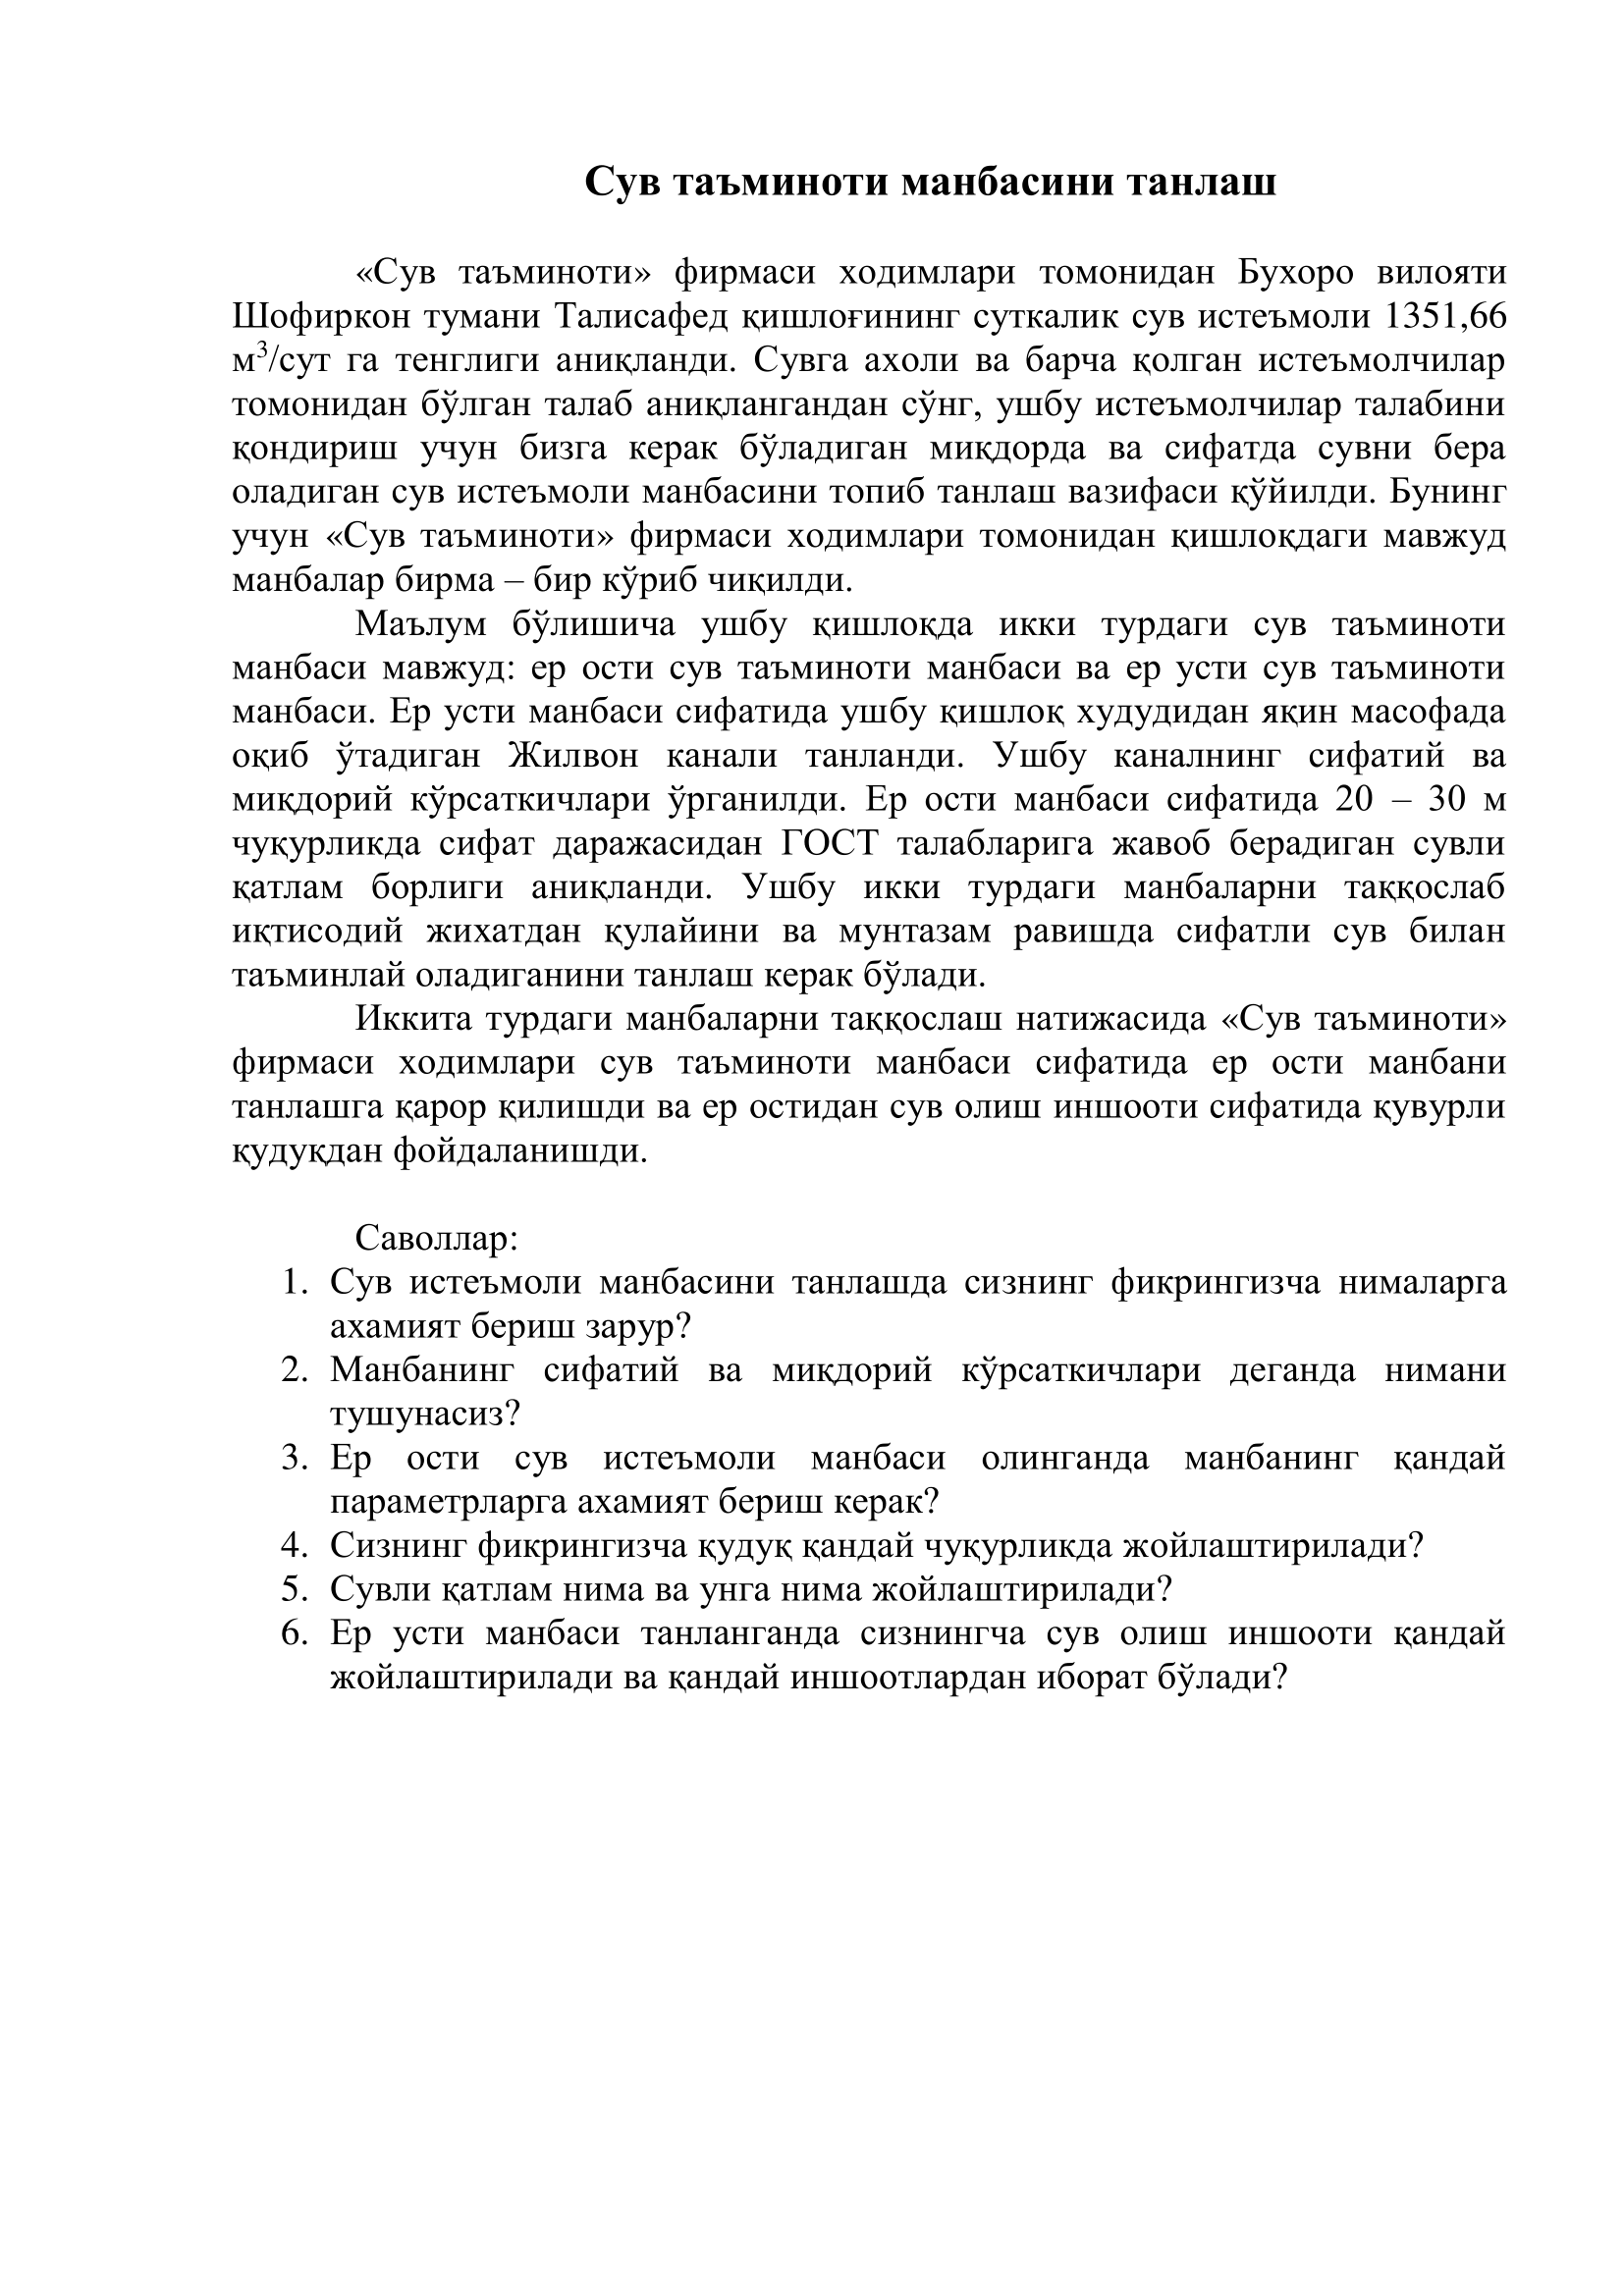 Сув таъминоти манбасини танлаш
«Сув таъминоти» фирмаси ходимлари томонидан Бухоро вилояти
Шофиркон тумани Талисафед қишлоғининг суткалик сув истеъмоли 1351,66
м³/сут га тенглиги аниқланди. Сувга ахоли ва барча қолган истеъмолчилар
томонидан бўлган талаб аниқлангандан сўнг, ушбу истеъмолчилар талабини
қондириш учун бизга керак бўладиган миқдорда ва сифатда сувни бера
оладиган сув истеъмоли манбасини топиб танлаш вазифаси қўйилди. Бунинг
учун «Сув таъминоти» фирмаси ходимлари томонидан қишлоқдаги мавжуд
манбалар бирма – бир кўриб чиқилди.
Маълум бўлишича ушбу қишлоқда икки турдаги сув таъминоти
манбаси мавжуд: ер ости сув таъминоти манбаси ва ер усти сув таъминоти
манбаси. Ер усти манбаси сифатида ушбу қишлоқ худудидан яқин масофада
оқиб ўтадиган Жилвон канали танланди. Ушбу каналнинг сифатий ва
миқдорий кўрсаткичлари ўрганилди. Ер ости манбаси сифатида 20 – 30 м
чуқурликда сифат даражасидан ГОСТ талабларига жавоб берадиган сувли
қатлам борлиги аниқланди. Ушбу икки турдаги манбаларни таққослаб
иқтисодий жихатдан қулайини ва мунтазам равишда сифатли сув билан
таъминлай оладиганини танлаш керак бўлади.
Иккита турдаги манбаларни таққослаш натижасида «Сув таъминоти»
фирмаси ходимлари сув таъминоти манбаси сифатида ер ости манбани
танлашга қарор қилишди ва ер остидан сув олиш иншооти сифатида қувурли
қудуқдан фойдаланишди.
Саволлар:
1. Сув истеъмоли манбасини танлашда сизнинг фикрингизча нималарга
ахамият бериш зарур?
2. Манбанинг сифатий ва миқдорий кўрсаткичлари деганда нимани
тушунасиз?
3. Ер ости сув истеъмоли манбаси олинганда манбанинг қандай
параметрларга ахамият бериш керак?
4. Сизнинг фикрингизча қудуқ қандай чуқурликда жойлаштирилади?
5. Сувли қатлам нима ва унга нима жойлаштирилади?
6. Ер усти манбаси танланганда сизнингча сув олиш иншооти қандай
жойлаштирилади ва қандай иншоотлардан иборат бўлади?